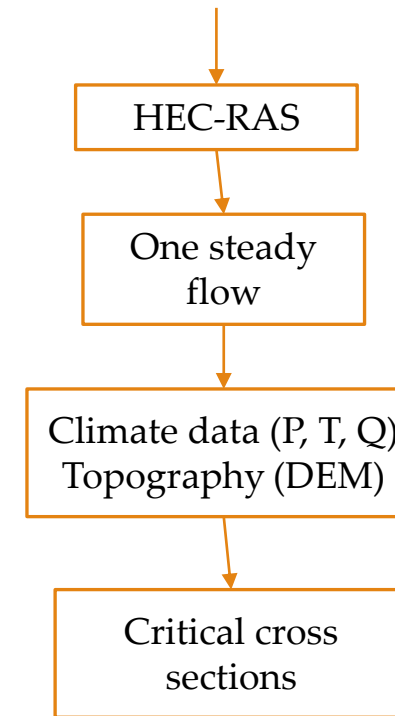 HEC-RAS
One steady
flow
Climate data (P, T, Q)
Topography (DEM)
Critical cross
sections